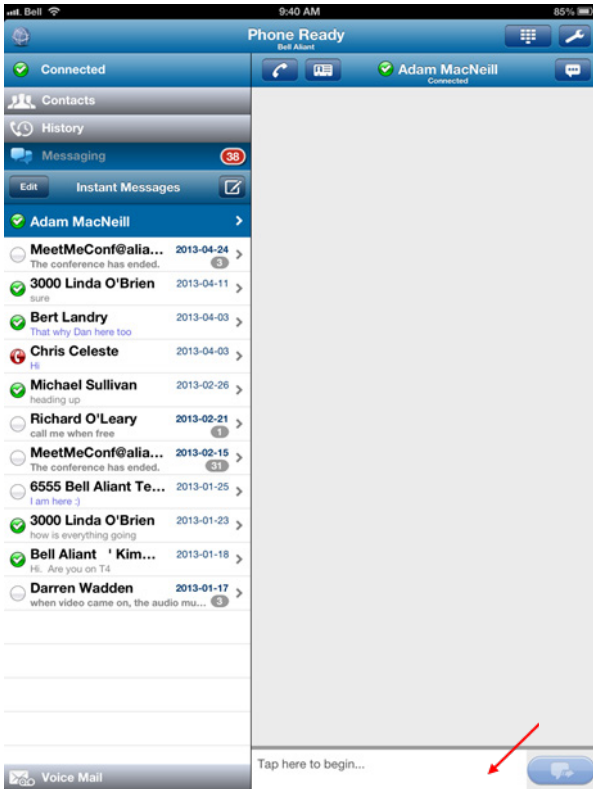 Bell
9:40 AM
85%
Phone Ready
Bell Aliant
Connected
Adam MacNeill
Connected
Contacts
History
Messaging
38
Edit
Instant Messages
Adam MacNeill
MeetMeConf@alia... 2013-04-24
The conference has ended. 3
3000 Linda O'Brien 2013-04-11
sure
Bert Landry 2013-04-03
That why Dan here too
Chris Celeste 2013-04-03
Hi
Michael Sullivan 2013-02-26
heading up
Richard O'Leary 2013-02-21
call me when free 1
MeetMeConf@alia... 2013-02-15
The conference has ended. 31
6555 Bell Aliant Te... 2013-01-25
I am here :)
3000 Linda O'Brien 2013-01-23
how is everything going
Bell Aliant ' Kim... 2013-01-18
Hi. Are you on T4
Darren Wadden 2013-01-17
when video came on, the audio mu... 3
Tap here to begin...
Voice Mail